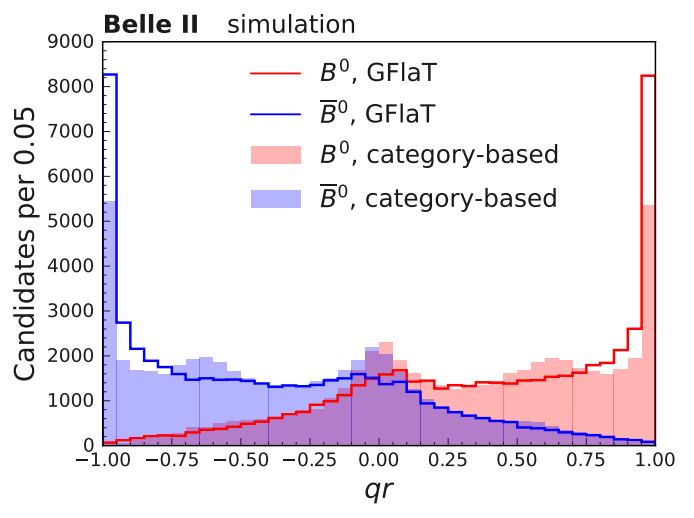 Belle II simulation
Candidates per 0.05
9000
8000
7000
6000
5000
4000
3000
2000
1000
0
B⁰, GFlaT
B̅⁰, GFlaT
B⁰, category-based
B̅⁰, category-based
−1.00 −0.75 −0.50 −0.25 0.00 0.25 0.50 0.75 1.00
qr